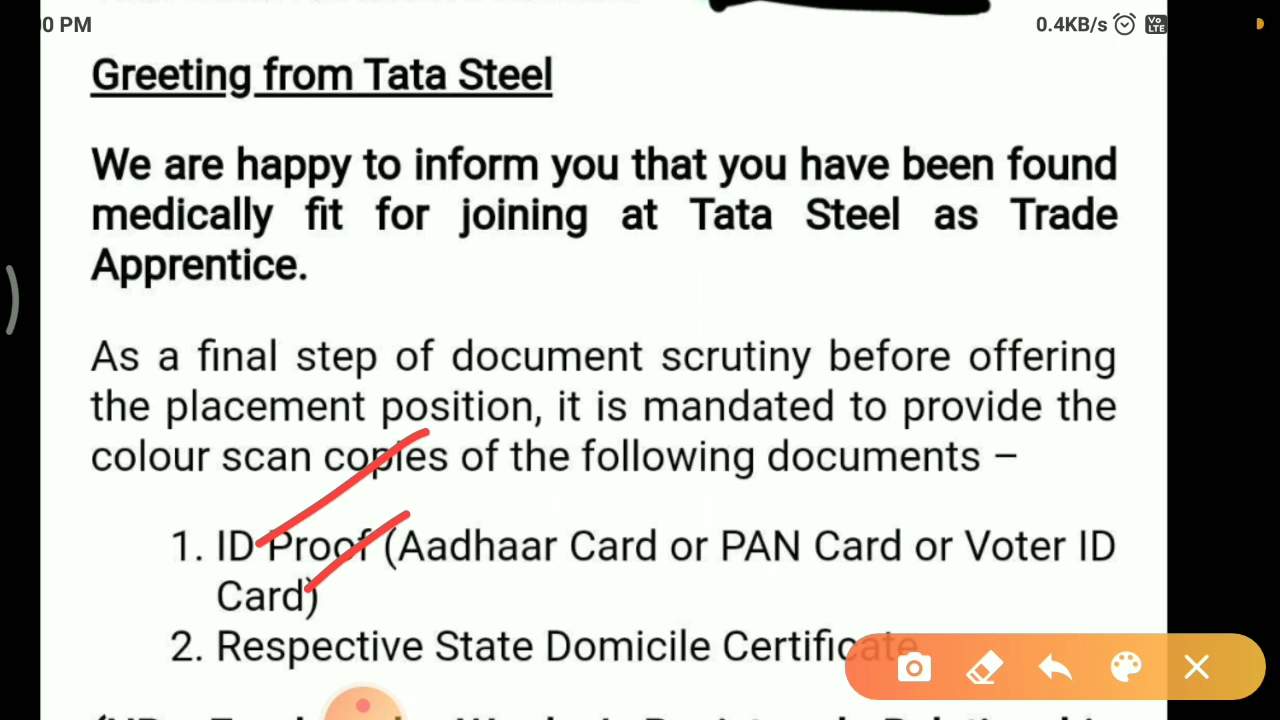 0 PM 0.4KB/s Vo LTE
Greeting from Tata Steel
We are happy to inform you that you have been found
medically fit for joining at Tata Steel as Trade
Apprentice.
As a final step of document scrutiny before offering
the placement position, it is mandated to provide the
colour scan copies of the following documents –
1. ID Proof (Aadhaar Card or PAN Card or Voter ID
Card)
2. Respective State Domicile Certificate